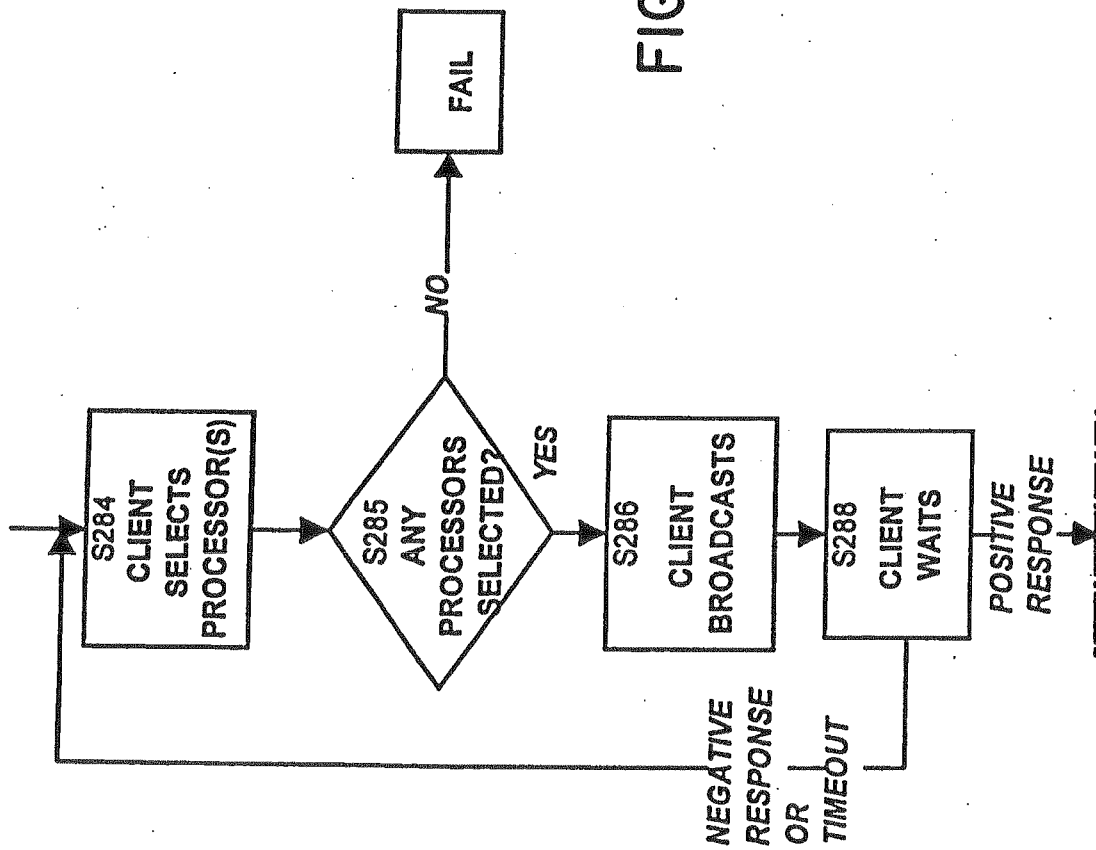 S284
CLIENT
SELECTS
PROCESSOR(S)
S285
ANY
PROCESSORS
SELECTED?
NO
FAIL
YES
S286
CLIENT
BROADCASTS
S288
CLIENT
WAITS
NEGATIVE
RESPONSE
OR
TIMEOUT
POSITIVE
RESPONSE
FIG